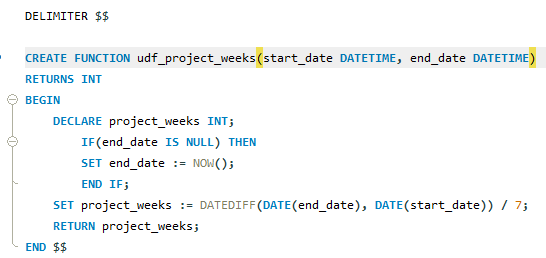 DELIMITER $$
CREATE FUNCTION udf_project_weeks(start_date DATETIME, end_date DATETIME)
RETURNS INT
BEGIN
DECLARE project_weeks INT;
IF(end_date IS NULL) THEN
SET end_date := NOW();
END IF;
SET project_weeks := DATEDIFF(DATE(end_date), DATE(start_date)) / 7;
RETURN project_weeks;
END $$